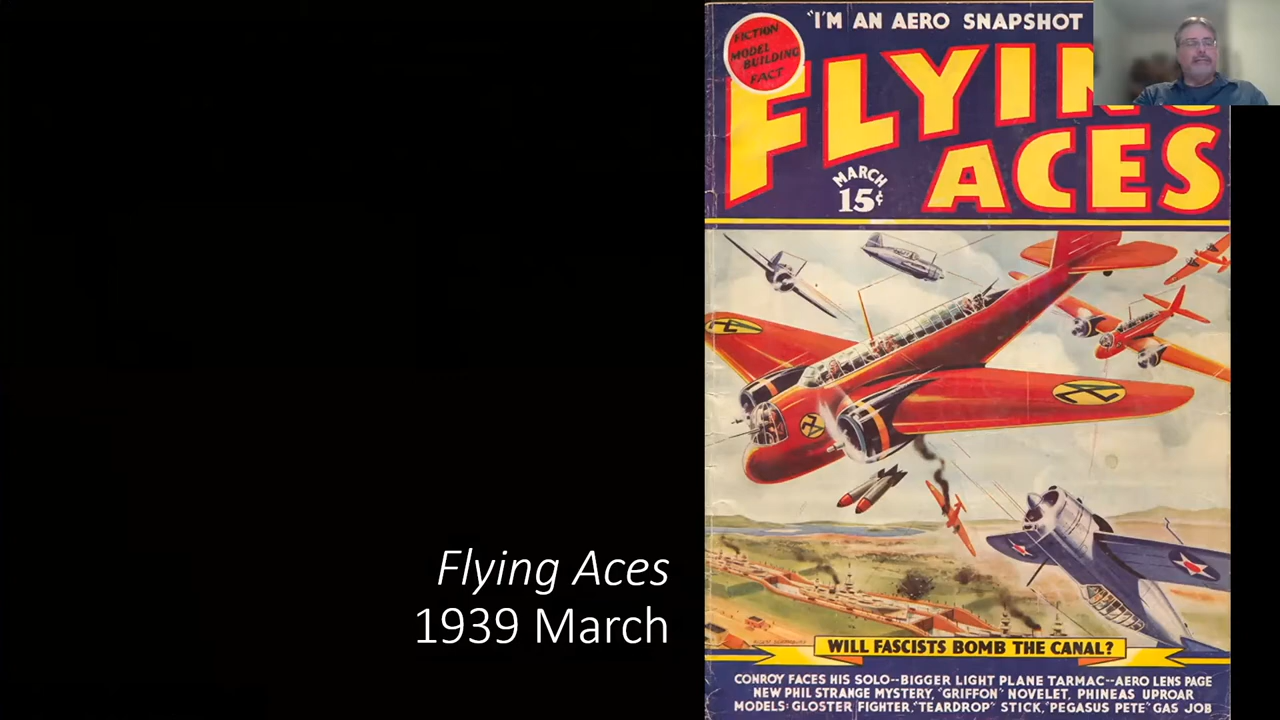 "I'M AN AERO SNAPSHOT
FICTION
MODEL
BUILDING
FACT
FLYING
ACES
MARCH
15¢
Flying Aces
1939 March
WILL FASCISTS BOMB THE CANAL?
CONROY FACES HIS SOLO--BIGGER LIGHT PLANE TARMAC--AERO LENS PAGE
NEW PHIL STRANGE MYSTERY, "GRIFFON" NOVELET, PHINEAS UPROAR
MODELS: GLOSTER FIGHTER, "TEARDROP" STICK, "PEGASUS PETE" GAS JOB